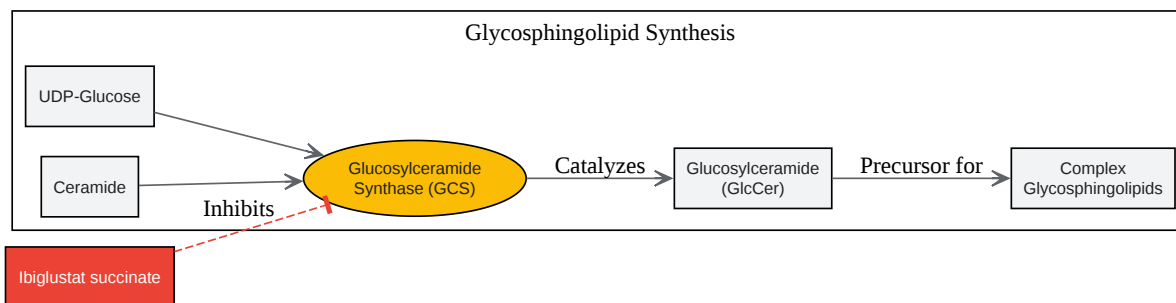 Glycosphingolipid Synthesis
UDP-Glucose
Ceramide
Glucosylceramide
Synthase (GCS)
Catalyzes
Glucosylceramide
(GlcCer)
Precursor for
Complex
Glycosphingolipids
Inhibits
Ibiglustat succinate